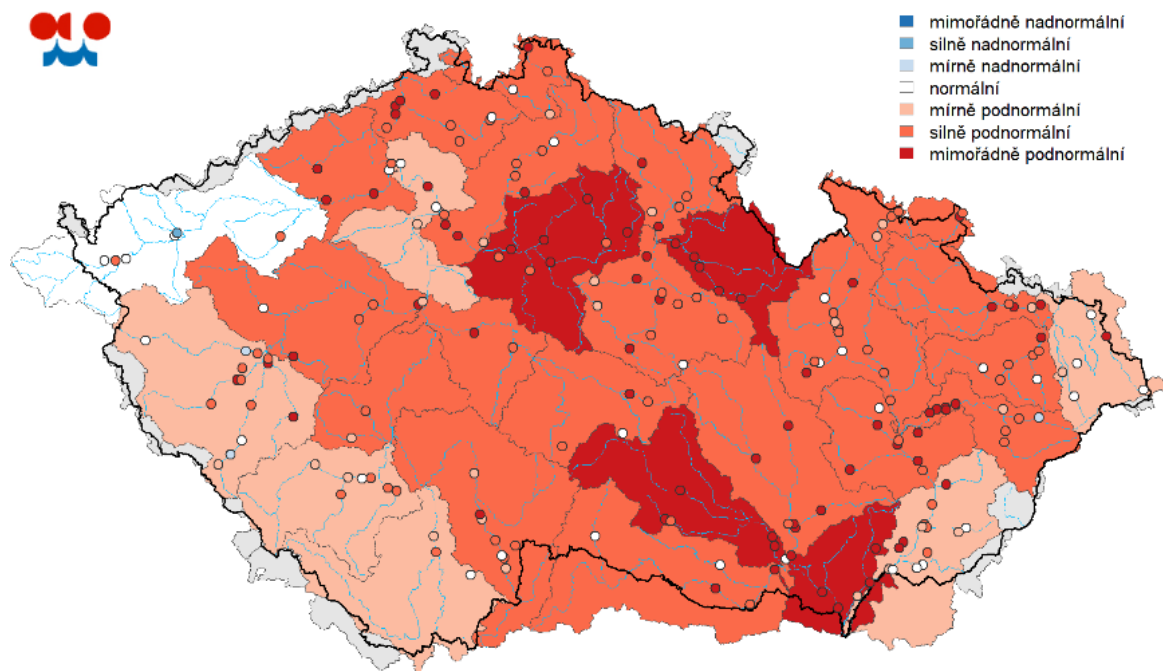 mimořádně nadnormální
silně nadnormální
mírně nadnormální
normální
mírně podnormální
silně podnormální
mimořádně podnormální